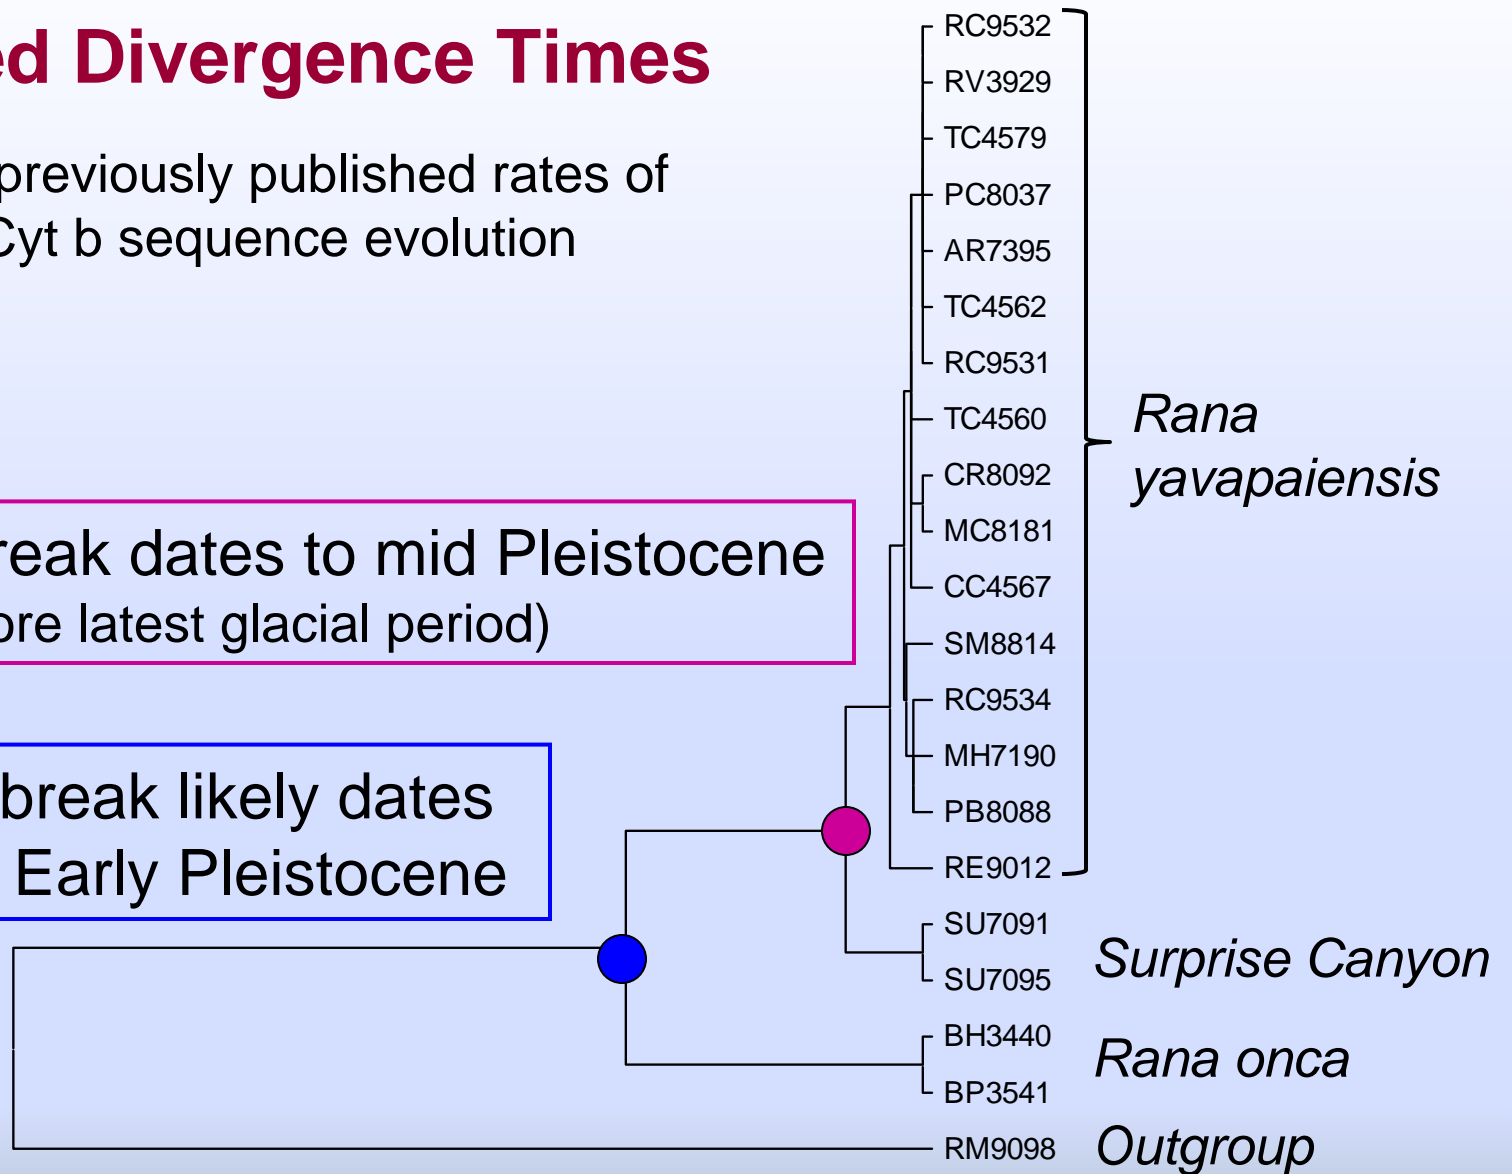 ed Divergence Times
previously published rates of
Cyt b sequence evolution
reak dates to mid Pleistocene
ore latest glacial period)
break likely dates
Early Pleistocene
RC9532
RV3929
TC4579
PC8037
AR7395
TC4562
RC9531
TC4560
CR8092
MC8181
CC4567
SM8814
RC9534
MH7190
PB8088
RE9012
SU7091
SU7095
BH3440
BP3541
RM9098
Rana
yavapaiensis
Surprise Canyon
Rana onca
Outgroup